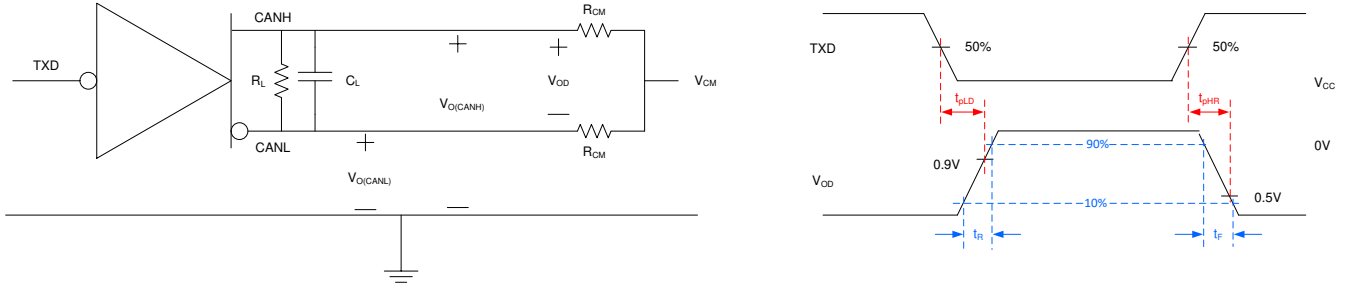 CANH
R_CM
TXD
R_L
C_L
V_OD
V_CM
V_O(CANH)
CANL
R_CM
V_O(CANL)
TXD
50%
50%
V_CC
t_pLD
t_pHR
90%
0V
0.9V
V_OD
10%
0.5V
t_R
t_F